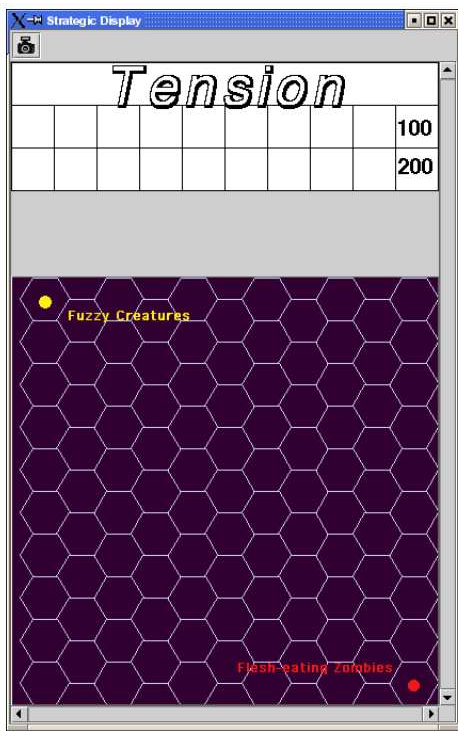 Strategic Display
Tension
100
200
Fuzzy Creatures
Flesh-eating Zombies